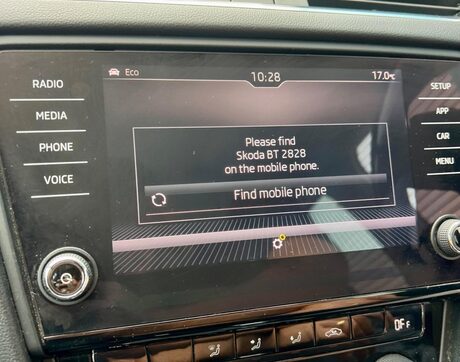 RADIO
MEDIA
PHONE
VOICE
Eco
10:28
17.0°C
Please find
Skoda BT 2828
on the mobile phone.
Find mobile phone
SETUP
APP
CAR
MENU
OFF